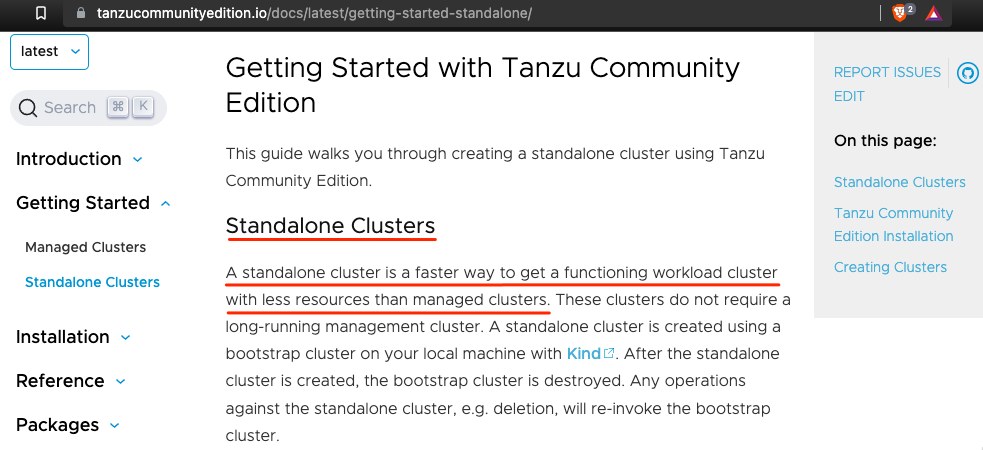 tanzucommunityedition.io/docs/latest/getting-started-standalone/
2
latest
Search ⌘ K
Introduction
Getting Started
Managed Clusters
Standalone Clusters
Installation
Reference
Packages
Getting Started with Tanzu Community
Edition
This guide walks you through creating a standalone cluster using Tanzu
Community Edition.
Standalone Clusters
A standalone cluster is a faster way to get a functioning workload cluster
with less resources than managed clusters. These clusters do not require a
long-running management cluster. A standalone cluster is created using a
bootstrap cluster on your local machine with Kind. After the standalone
cluster is created, the bootstrap cluster is destroyed. Any operations
against the standalone cluster, e.g. deletion, will re-invoke the bootstrap
cluster.
REPORT ISSUES
EDIT
On this page:
Standalone Clusters
Tanzu Community
Edition Installation
Creating Clusters